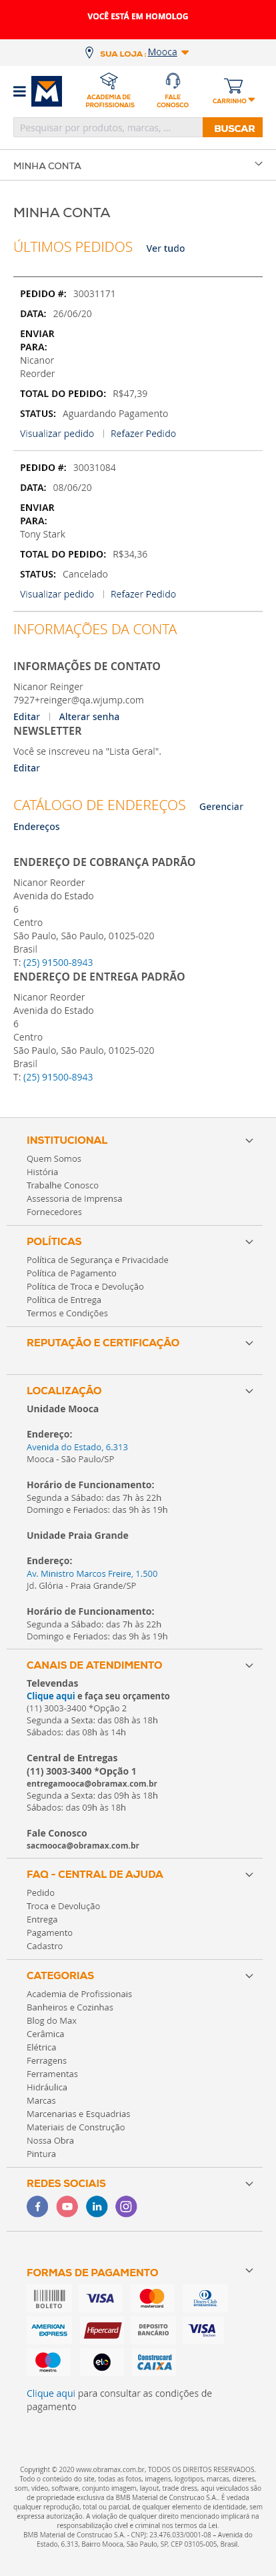 VOCÊ ESTÁ EM HOMOLOG
SUA LOJA: Mooca
M
ACADEMIA DE
PROFISSIONAIS
FALE
CONOSCO
CARRINHO
Pesquisar por produtos, marcas, ...
BUSCAR
MINHA CONTA
MINHA CONTA
ÚLTIMOS PEDIDOS Ver tudo
PEDIDO #: 30031171
DATA: 26/06/20
ENVIAR
PARA:
Nicanor
Reorder
TOTAL DO PEDIDO: R$47,39
STATUS: Aguardando Pagamento
Visualizar pedido | Refazer Pedido
PEDIDO #: 30031084
DATA: 08/06/20
ENVIAR
PARA:
Tony Stark
TOTAL DO PEDIDO: R$34,36
STATUS: Cancelado
Visualizar pedido | Refazer Pedido
INFORMAÇÕES DA CONTA
INFORMAÇÕES DE CONTATO
Nicanor Reinger
7927+reinger@qa.wjump.com
Editar | Alterar senha
NEWSLETTER
Você se inscreveu na "Lista Geral".
Editar
CATÁLOGO DE ENDEREÇOS Gerenciar
Endereços
ENDEREÇO DE COBRANÇA PADRÃO
Nicanor Reorder
Avenida do Estado
6
Centro
São Paulo, São Paulo, 01025-020
Brasil
T: (25) 91500-8943
ENDEREÇO DE ENTREGA PADRÃO
Nicanor Reorder
Avenida do Estado
6
Centro
São Paulo, São Paulo, 01025-020
Brasil
T: (25) 91500-8943
INSTITUCIONAL
Quem Somos
História
Trabalhe Conosco
Assessoria de Imprensa
Fornecedores
POLÍTICAS
Política de Segurança e Privacidade
Política de Pagamento
Política de Troca e Devolução
Política de Entrega
Termos e Condições
REPUTAÇÃO E CERTIFICAÇÃO
LOCALIZAÇÃO
Unidade Mooca
Endereço:
Avenida do Estado, 6.313
Mooca - São Paulo/SP
Horário de Funcionamento:
Segunda a Sábado: das 7h às 22h
Domingo e Feriados: das 9h às 19h
Unidade Praia Grande
Endereço:
Av. Ministro Marcos Freire, 1.500
Jd. Glória - Praia Grande/SP
Horário de Funcionamento:
Segunda a Sábado: das 7h às 22h
Domingo e Feriados: das 9h às 19h
CANAIS DE ATENDIMENTO
Televendas
Clique aqui e faça seu orçamento
(11) 3003-3400 *Opção 2
Segunda a Sexta: das 08h às 18h
Sábados: das 08h às 14h
Central de Entregas
(11) 3003-3400 *Opção 1
entregamooca@obramax.com.br
Segunda a Sexta: das 09h às 18h
Sábados: das 09h às 18h
Fale Conosco
sacmooca@obramax.com.br
FAQ - CENTRAL DE AJUDA
Pedido
Troca e Devolução
Entrega
Pagamento
Cadastro
CATEGORIAS
Academia de Profissionais
Banheiros e Cozinhas
Blog do Max
Cerâmica
Elétrica
Ferragens
Ferramentas
Hidráulica
Marcas
Marcenarias e Esquadrias
Materiais de Construção
Nossa Obra
Pintura
REDES SOCIAIS
FORMAS DE PAGAMENTO
BOLETO
VISA
mastercard
Diners Club
INTERNATIONAL
AMERICAN EXPRESS
Hipercard
DEPÓSITO
BANCÁRIO
VISA
Electron
maestro
elo
Construcard
CAIXA
Clique aqui para consultar as condições de
pagamento
Copyright © 2020 www.obramax.com.br, TODOS OS DIREITOS RESERVADOS.
Todo o conteúdo do site, todas as fotos, imagens, logotipos, marcas, dizeres,
som, vídeo, software, conjunto imagem, layout, trade dress, aqui veiculados são
de propriedade exclusiva da BMB Material de Construcao S.A.. É vedada
qualquer reprodução, total ou parcial, de qualquer elemento de identidade, sem
expressa autorização. A violação de qualquer direito mencionado implicará na
responsabilização cível e criminal nos termos da Lei.
BMB Material de Construcao S.A. - CNPJ: 23.476.033/0001-08 – Avenida do
Estado, 6.313, Bairro Mooca, São Paulo, SP, CEP 03105-005, Brasil.